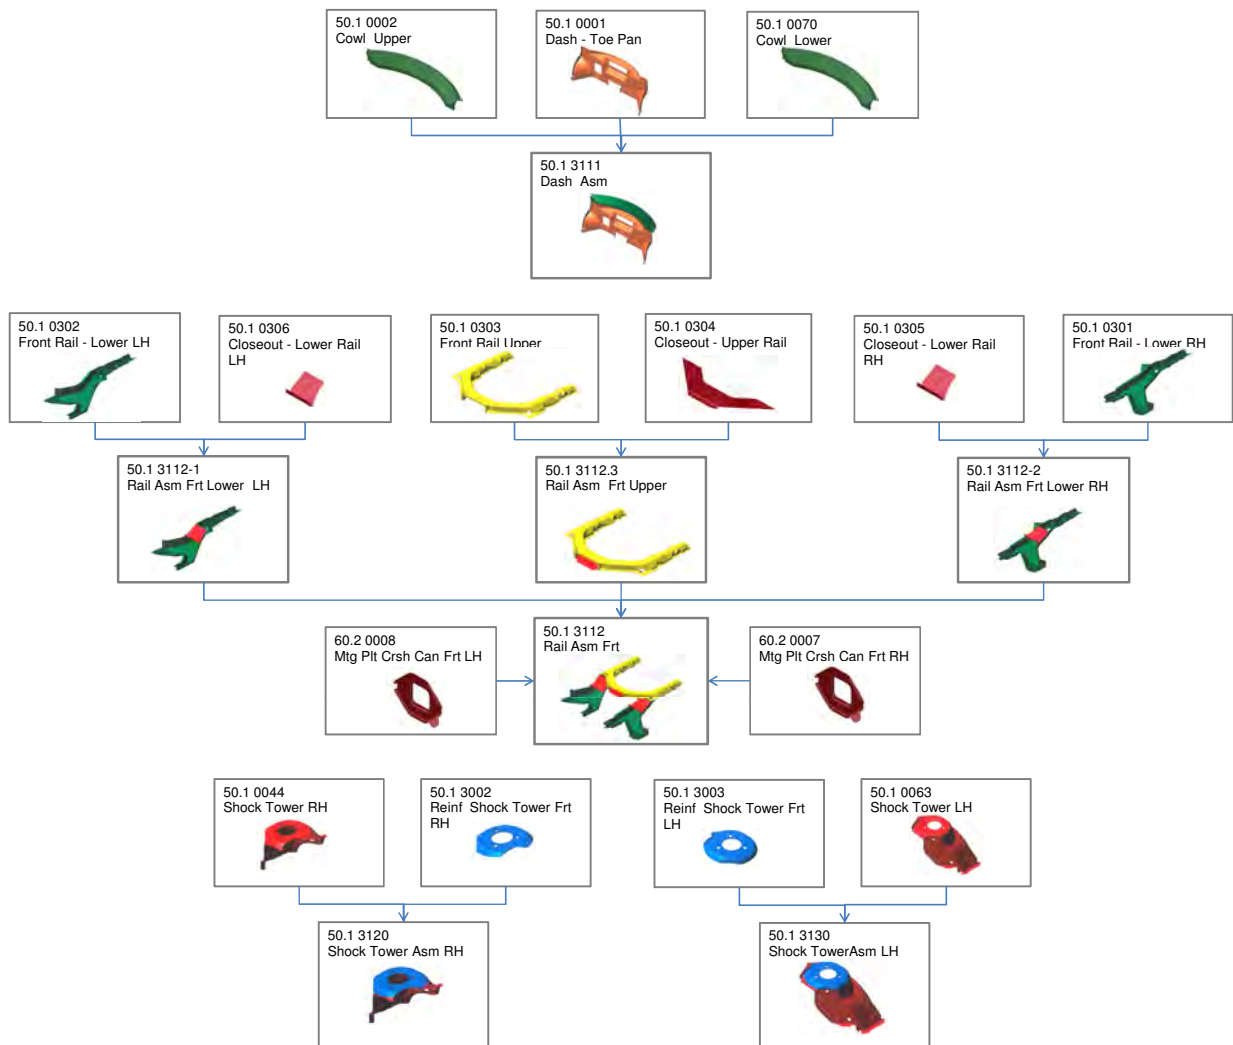 50.1 0002
Cowl Upper
50.1 0001
Dash - Toe Pan
50.1 0070
Cowl Lower
50.1 3111
Dash Asm
50.1 0302
Front Rail - Lower LH
50.1 0306
Closeout - Lower Rail
LH
50.1 0303
Front Rail Upper
50.1 0304
Closeout - Upper Rail
50.1 0305
Closeout - Lower Rail
RH
50.1 0301
Front Rail - Lower RH
50.1 3112-1
Rail Asm Frt Lower LH
50.1 3112.3
Rail Asm Frt Upper
50.1 3112-2
Rail Asm Frt Lower RH
60.2 0008
Mtg Plt Crsh Can Frt LH
50.1 3112
Rail Asm Frt
60.2 0007
Mtg Plt Crsh Can Frt RH
50.1 0044
Shock Tower RH
50.1 3002
Reinf Shock Tower Frt
RH
50.1 3003
Reinf Shock Tower Frt
LH
50.1 0063
Shock Tower LH
50.1 3120
Shock Tower Asm RH
50.1 3130
Shock TowerAsm LH